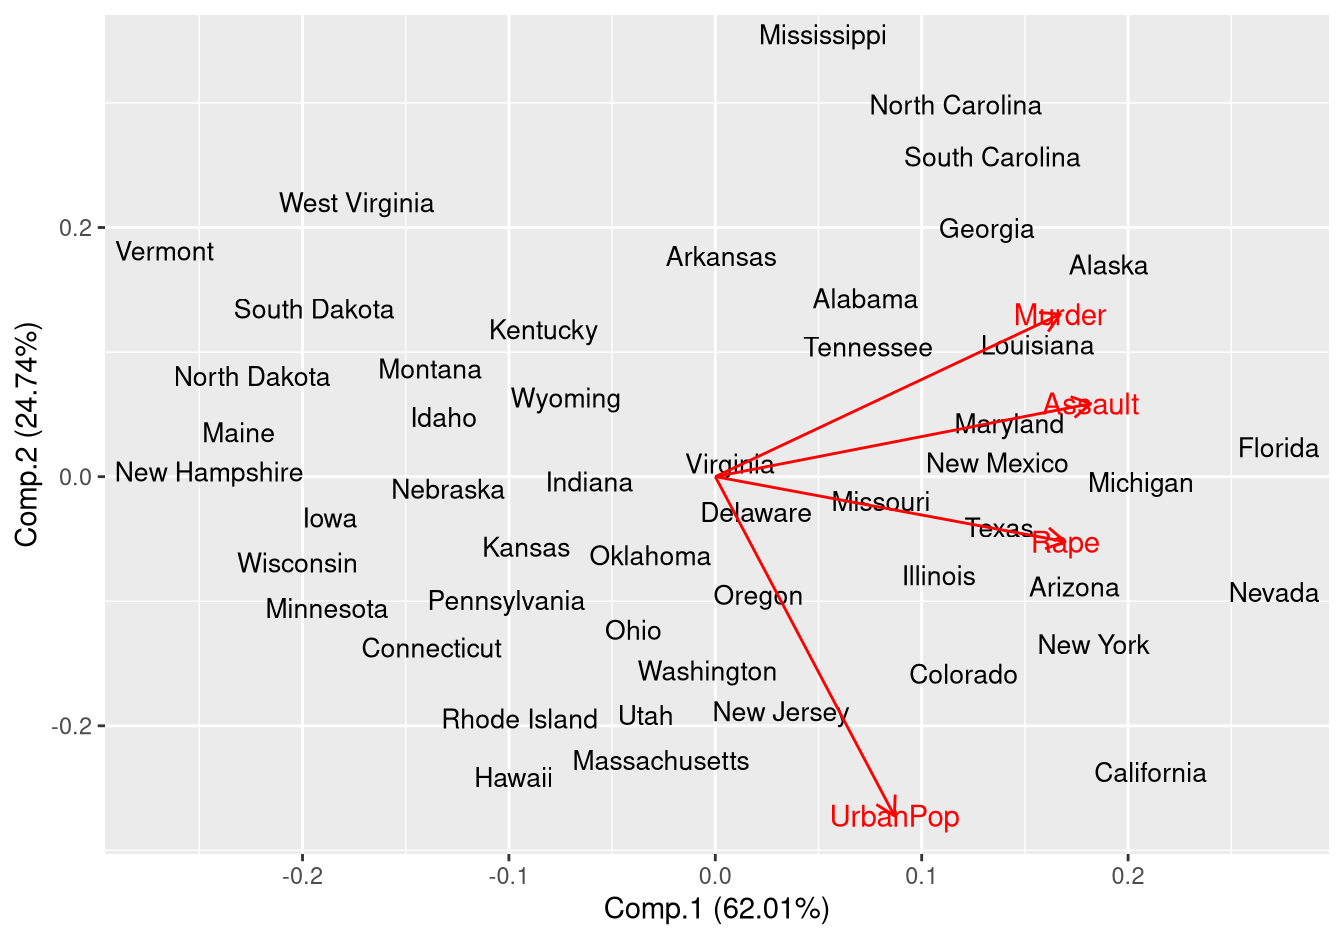 Mississippi
North Carolina
South Carolina
West Virginia
Georgia
0.2
Vermont
Arkansas
Alaska
Alabama
South Dakota
Murder
Kentucky
Tennessee
Louisiana
Montana
North Dakota
Wyoming
Assault
Idaho
Maryland
Maine
Florida
Virginia
New Mexico
New Hampshire
0.0
Indiana
Michigan
Nebraska
Missouri
Delaware
Iowa
Texas
Rape
Kansas
Oklahoma
Wisconsin
Illinois
Arizona
Nevada
Oregon
Pennsylvania
Minnesota
Ohio
New York
Connecticut
Washington
Colorado
New Jersey
Utah
Rhode Island
-0.2
Massachusetts
California
Hawaii
UrbanPop
-0.2
-0.1
0.0
0.1
0.2
Comp.1 (62.01%)
Comp.2 (24.74%)